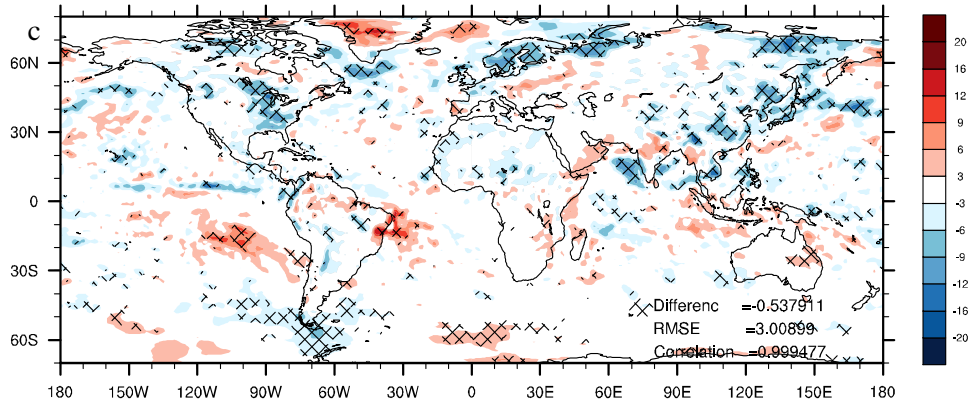 c
60N
30N
0
30S
60S
180 150W 120W 90W 60W 30W 0 30E 60E 90E 120E 150E 180
Differenc =-0.537911
RMSE =3.00899
Correlation =0.999477
20
16
12
9
6
3
-3
-6
-9
-12
-16
-20